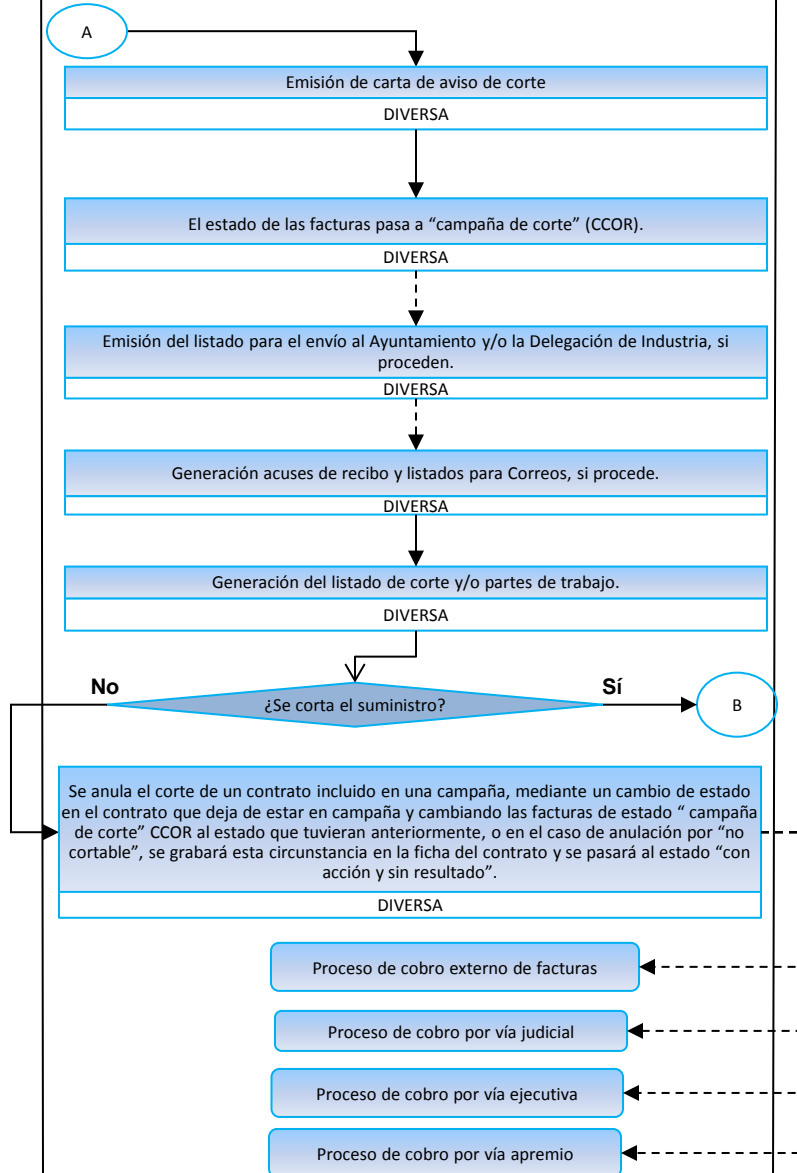 A
Emisión de carta de aviso de corte
DIVERSA
El estado de las facturas pasa a “campaña de corte” (CCOR).
DIVERSA
Emisión del listado para el envío al Ayuntamiento y/o la Delegación de Industria, si
proceden.
DIVERSA
Generación acuses de recibo y listados para Correos, si procede.
DIVERSA
Generación del listado de corte y/o partes de trabajo.
DIVERSA
No
¿Se corta el suministro?
Sí
B
Se anula el corte de un contrato incluido en una campaña, mediante un cambio de estado
en el contrato que deja de estar en campaña y cambiando las facturas de estado “ campaña
de corte” CCOR al estado que tuvieran anteriormente, o en el caso de anulación por “no
cortable”, se grabará esta circunstancia en la ficha del contrato y se pasará al estado “con
acción y sin resultado”.
DIVERSA
Proceso de cobro externo de facturas
Proceso de cobro por vía judicial
Proceso de cobro por vía ejecutiva
Proceso de cobro por vía apremio